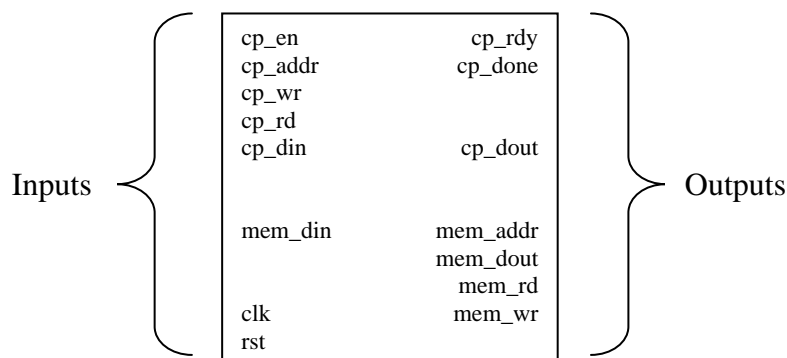 cp_en cp_rdy
cp_addr cp_done
cp_wr
cp_rd
cp_din cp_dout
Inputs Outputs
mem_din mem_addr
mem_dout
mem_rd
clk mem_wr
rst